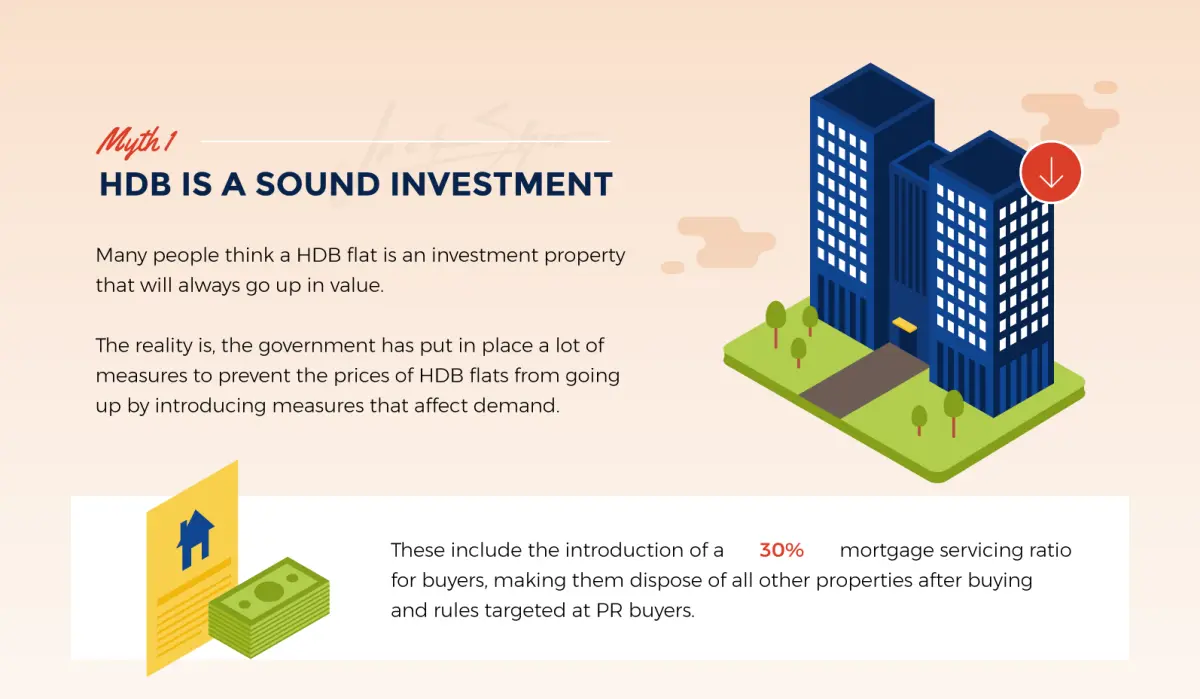 Myth 1
HDB IS A SOUND INVESTMENT
Many people think a HDB flat is an investment property
that will always go up in value.
The reality is, the government has put in place a lot of
measures to prevent the prices of HDB flats from going
up by introducing measures that affect demand.
These include the introduction of a 30% mortgage servicing ratio
for buyers, making them dispose of all other properties after buying
and rules targeted at PR buyers.